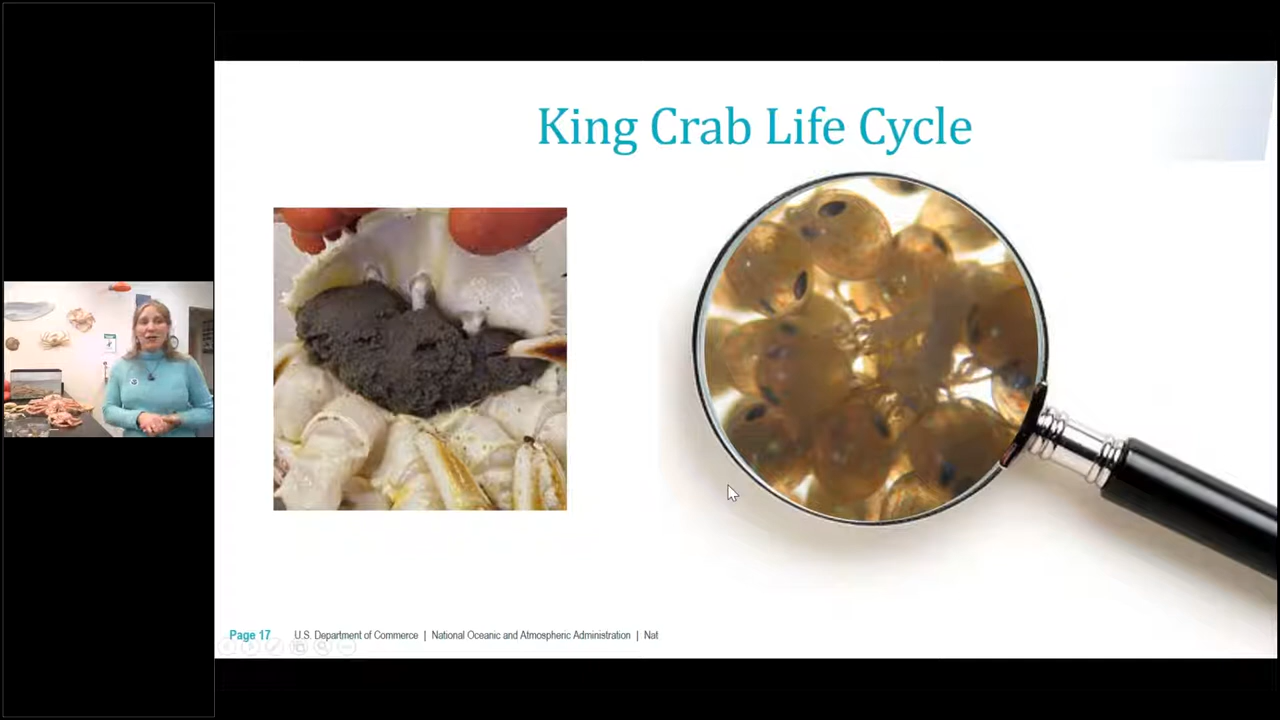 King Crab Life Cycle
Page 17 U.S. Department of Commerce | National Oceanic and Atmospheric Administration | Nat